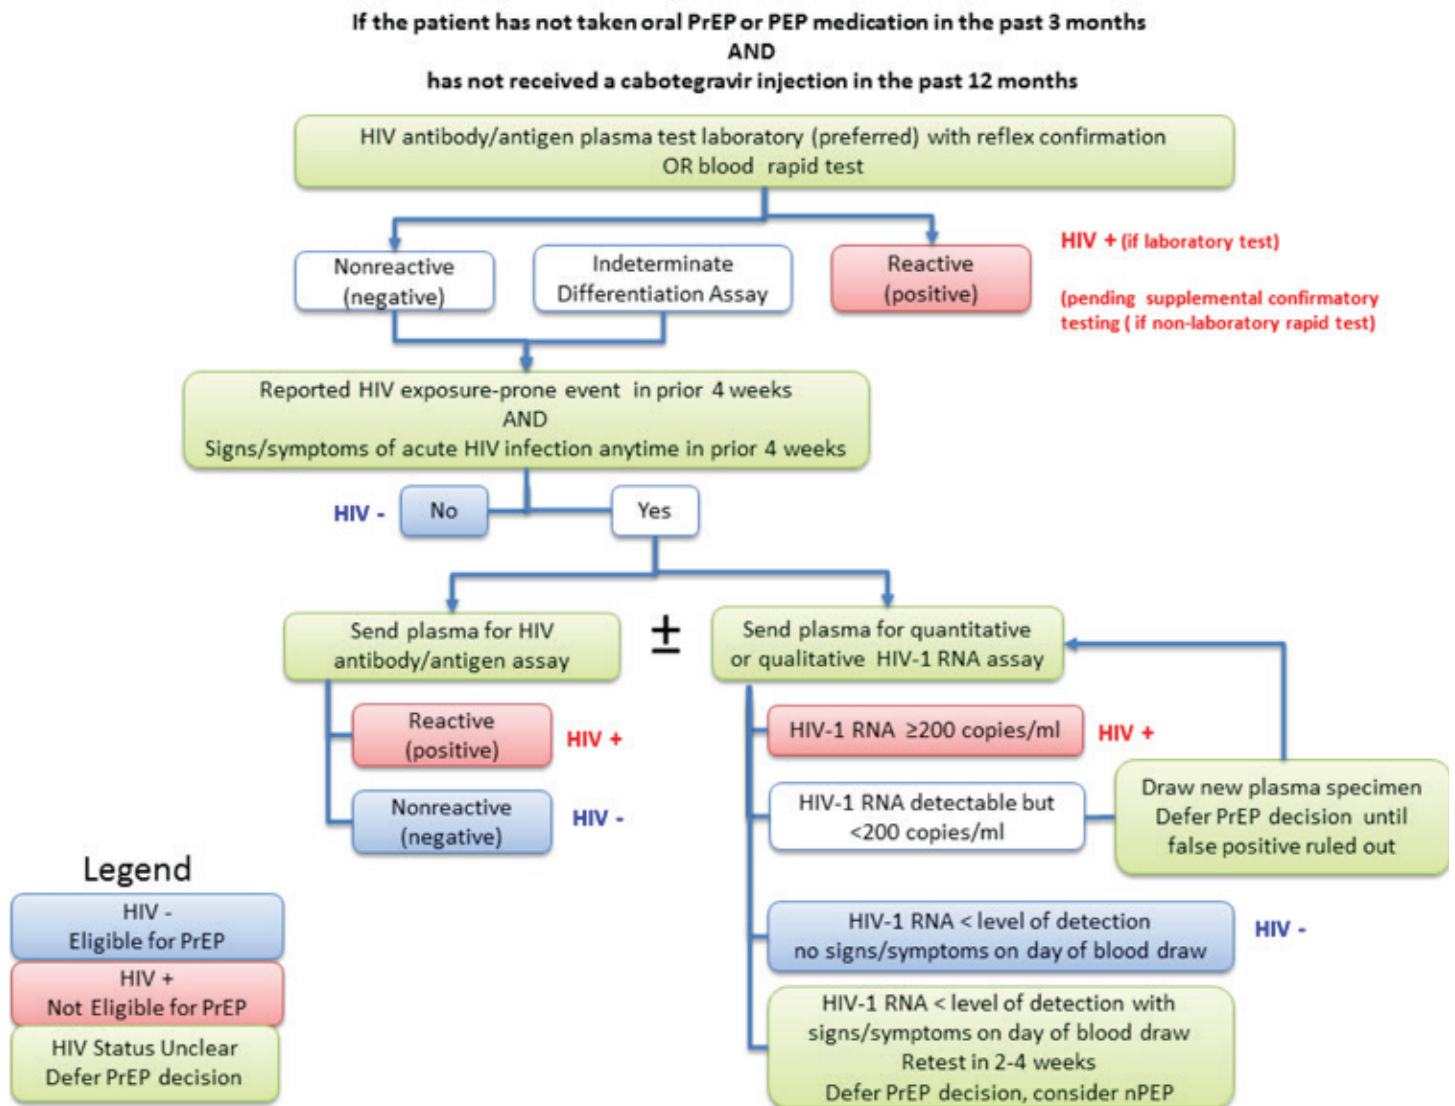 If the patient has not taken oral PrEP or PEP medication in the past 3 months
AND
has not received a cabotegravir injection in the past 12 months
HIV antibody/antigen plasma test laboratory (preferred) with reflex confirmation
OR blood rapid test
Nonreactive
(negative)
Indeterminate
Differentiation Assay
Reactive
(positive)
HIV + (if laboratory test)
(pending supplemental confirmatory
testing ( if non-laboratory rapid test)
Reported HIV exposure-prone event in prior 4 weeks
AND
Signs/symptoms of acute HIV infection anytime in prior 4 weeks
HIV -
No
Yes
Send plasma for HIV
antibody/antigen assay
±
Send plasma for quantitative
or qualitative HIV-1 RNA assay
Reactive
(positive)
HIV +
Nonreactive
(negative)
HIV -
HIV-1 RNA ≥200 copies/ml
HIV +
HIV-1 RNA detectable but
<200 copies/ml
Draw new plasma specimen
Defer PrEP decision until
false positive ruled out
HIV-1 RNA < level of detection
no signs/symptoms on day of blood draw
HIV -
HIV-1 RNA < level of detection with
signs/symptoms on day of blood draw
Retest in 2-4 weeks
Defer PrEP decision, consider nPEP
Legend
HIV -
Eligible for PrEP
HIV +
Not Eligible for PrEP
HIV Status Unclear
Defer PrEP decision